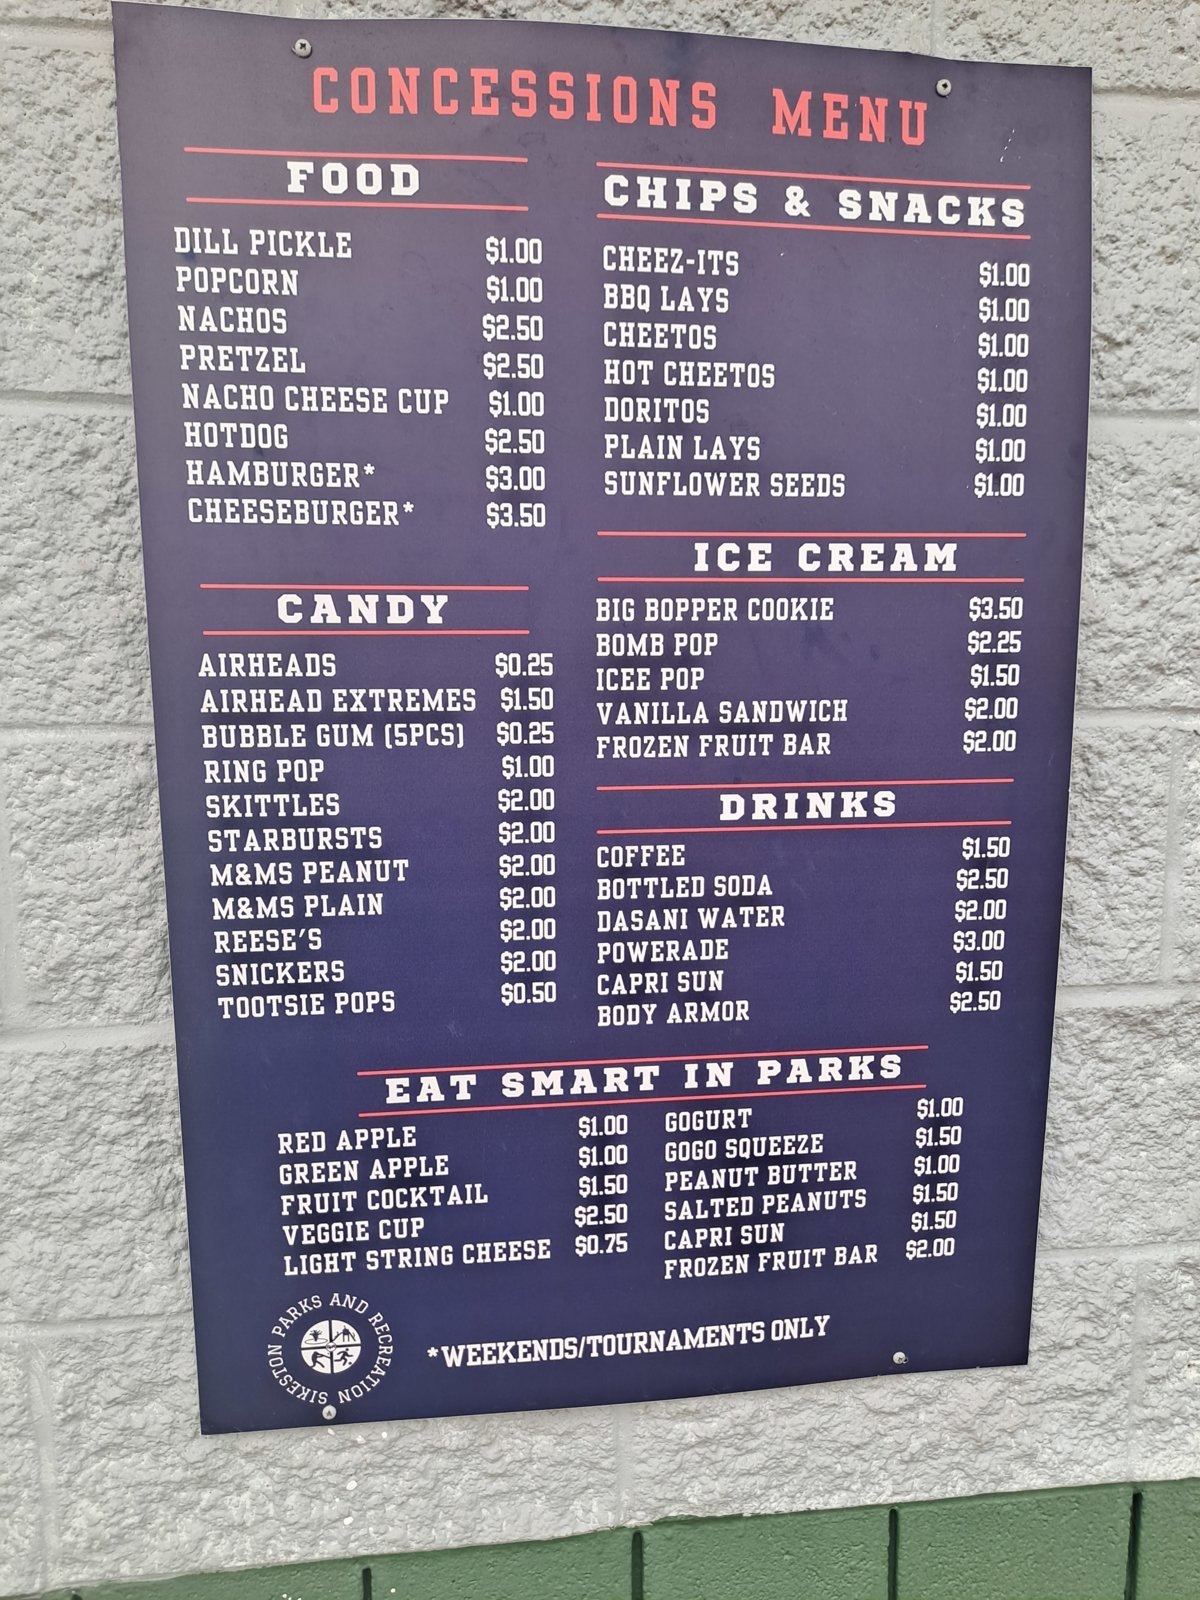 CONCESSIONS MENU
FOOD
DILL PICKLE $1.00
POPCORN $1.00
NACHOS $2.50
PRETZEL $2.50
NACHO CHEESE CUP $1.00
HOTDOG $2.50
HAMBURGER* $3.00
CHEESEBURGER* $3.50
CANDY
AIRHEADS $0.25
AIRHEAD EXTREMES $1.50
BUBBLE GUM (5PCS) $0.25
RING POP $1.00
SKITTLES $2.00
STARBURSTS $2.00
M&MS PEANUT $2.00
M&MS PLAIN $2.00
REESE'S $2.00
SNICKERS $2.00
TOOTSIE POPS $0.50
CHIPS & SNACKS
CHEEZ-ITS $1.00
BBQ LAYS $1.00
CHEETOS $1.00
HOT CHEETOS $1.00
DORITOS $1.00
PLAIN LAYS $1.00
SUNFLOWER SEEDS $1.00
ICE CREAM
BIG BOPPER COOKIE $3.50
BOMB POP $2.25
ICEE POP $1.50
VANILLA SANDWICH $2.00
FROZEN FRUIT BAR $2.00
DRINKS
COFFEE $1.50
BOTTLED SODA $2.50
DASANI WATER $2.00
POWERADE $3.00
CAPRI SUN $1.50
BODY ARMOR $2.50
EAT SMART IN PARKS
RED APPLE $1.00
GREEN APPLE $1.00
FRUIT COCKTAIL $1.50
VEGGIE CUP $2.50
LIGHT STRING CHEESE $0.75
GOGURT $1.00
GOGO SQUEEZE $1.50
PEANUT BUTTER $1.00
SALTED PEANUTS $1.50
CAPRI SUN $1.50
FROZEN FRUIT BAR $2.00
SIKESTON PARKS AND RECREATION
*WEEKENDS/TOURNAMENTS ONLY